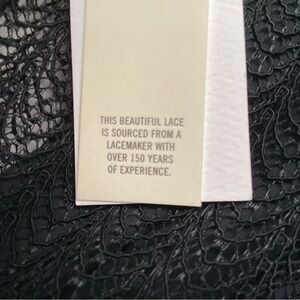 THIS BEAUTIFUL LACE
IS SOURCED FROM A
LACEMAKER WITH
OVER 150 YEARS
OF EXPERIENCE.